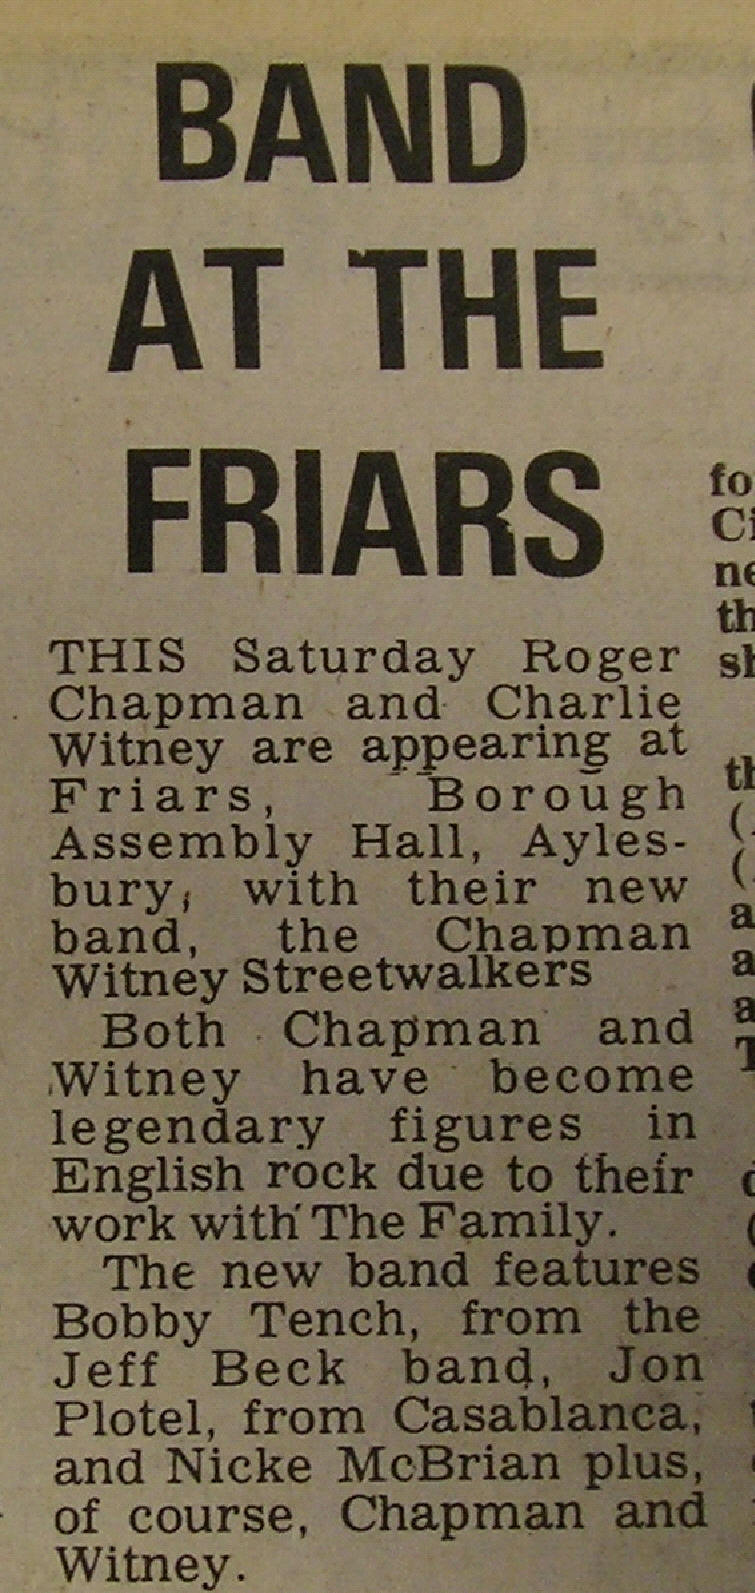 BAND
AT THE
FRIARS
THIS Saturday Roger
Chapman and Charlie
Witney are appearing at
Friars, Borough
Assembly Hall, Ayles-
bury, with their new
band, the Chapman
Witney Streetwalkers
Both Chapman and
Witney have become
legendary figures in
English rock due to their
work with The Family.
The new band features
Bobby Tench, from the
Jeff Beck band, Jon
Plotel, from Casablanca,
and Nicke McBrian plus,
of course, Chapman and
Witney.